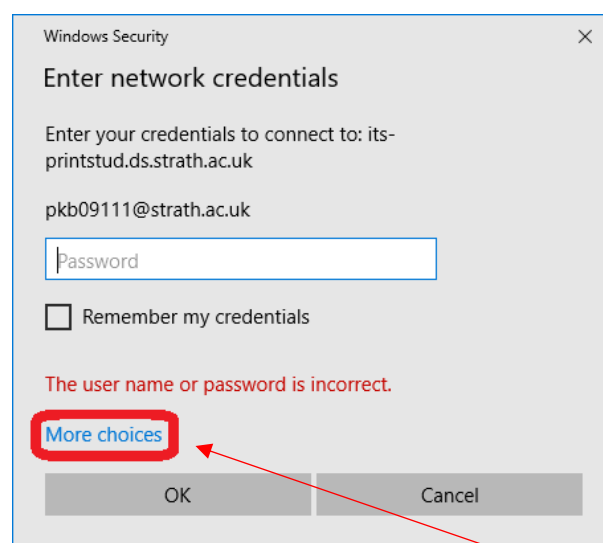 Windows Security
Enter network credentials
Enter your credentials to connect to: its-
printstud.ds.strath.ac.uk
pkb09111@strath.ac.uk
Password
Remember my credentials
The user name or password is incorrect.
More choices
OK Cancel